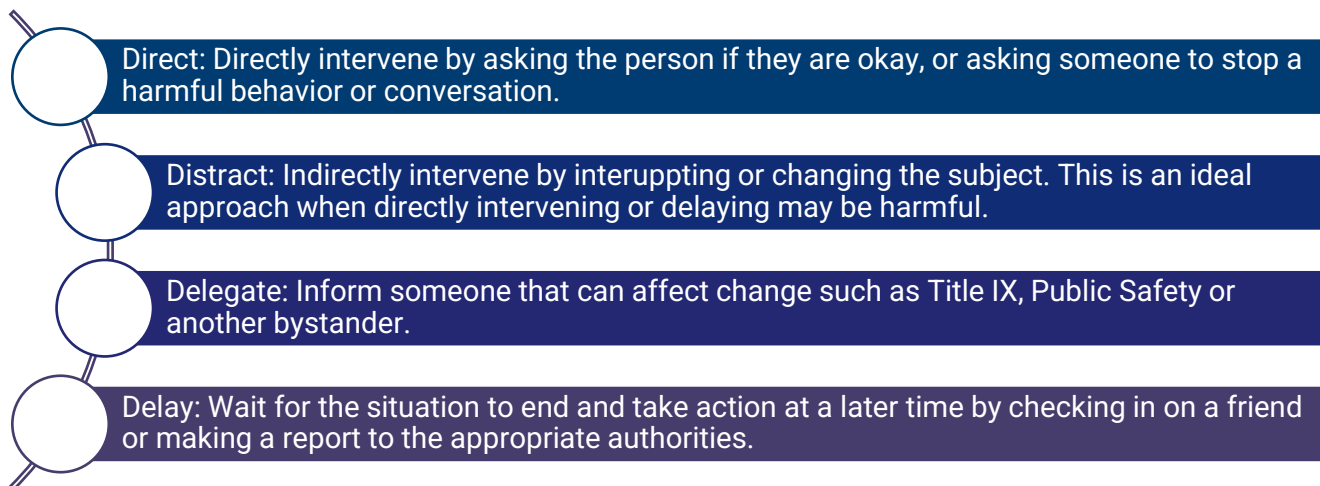 Direct: Directly intervene by asking the person if they are okay, or asking someone to stop a
harmful behavior or conversation.
Distract: Indirectly intervene by interuppting or changing the subject. This is an ideal
approach when directly intervening or delaying may be harmful.
Delegate: Inform someone that can affect change such as Title IX, Public Safety or
another bystander.
Delay: Wait for the situation to end and take action at a later time by checking in on a friend
or making a report to the appropriate authorities.